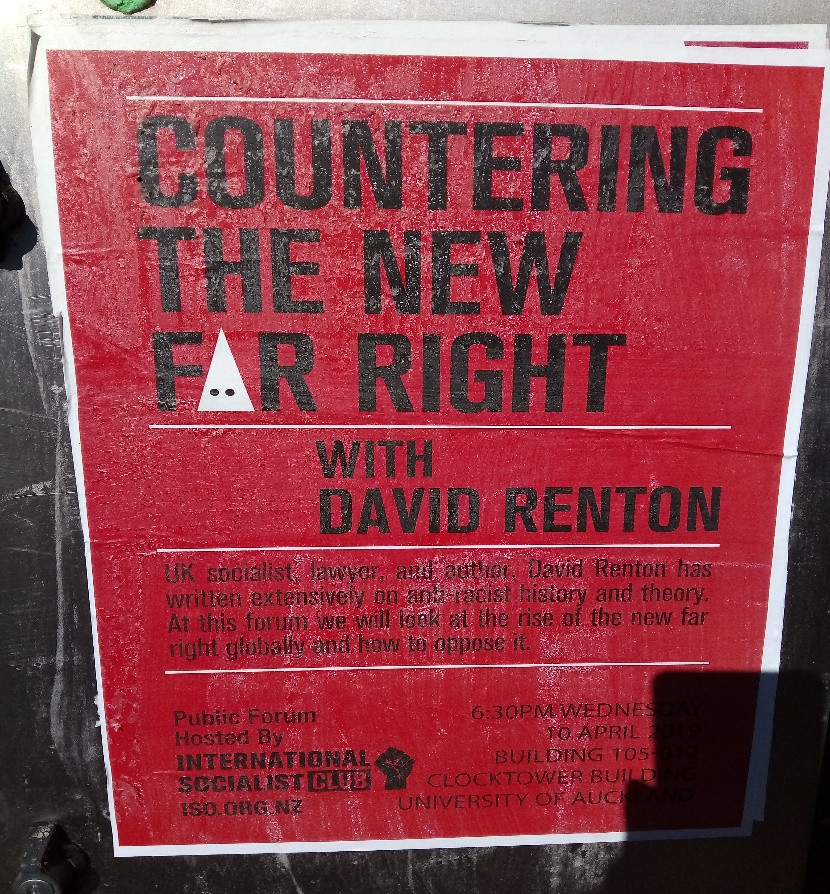 COUNTERING
THE NEW
FAR RIGHT
WITH
DAVID RENTON
UK socialist, lawyer, and author, David Renton has
written extensively on anti-racist history and theory.
At this forum we will look at the rise of the new far
right globally and how to oppose it.
Public Forum
Hosted By
INTERNATIONAL
SOCIALIST CLUB
ISO.ORG.NZ
6:30PM WEDNESDAY
10 APRIL 2019
BUILDING 105-012
CLOCKTOWER BUILDING
UNIVERSITY OF AUCKLAND